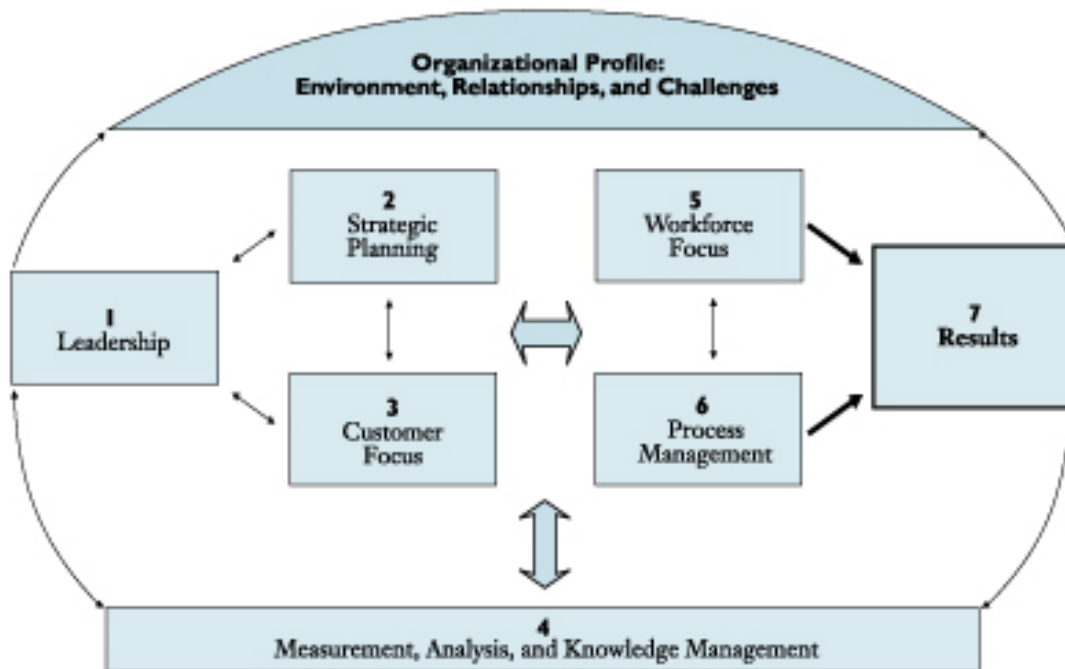 Organizational Profile:
Environment, Relationships, and Challenges
1
Leadership
2
Strategic
Planning
3
Customer
Focus
5
Workforce
Focus
6
Process
Management
7
Results
4
Measurement, Analysis, and Knowledge Management